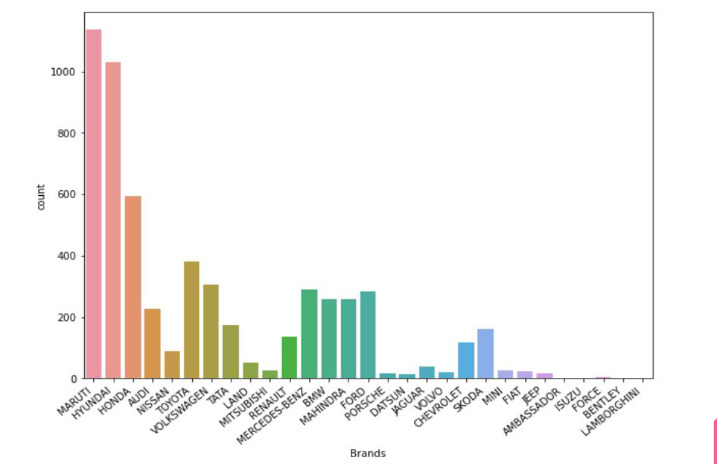 1000
800
600
400
200
0
count
MARUTI
HYUNDAI
HONDA
AUDI
NISSAN
TOYOTA
VOLKSWAGEN
TATA
LAND
MITSUBISHI
RENAULT
MERCEDES-BENZ
BMW
MAHINDRA
FORD
PORSCHE
DATSUN
JAGUAR
VOLVO
CHEVROLET
SKODA
MINI
FIAT
JEEP
AMBASSADOR
ISUZU
FORCE
BENTLEY
LAMBORGHINI
Brands